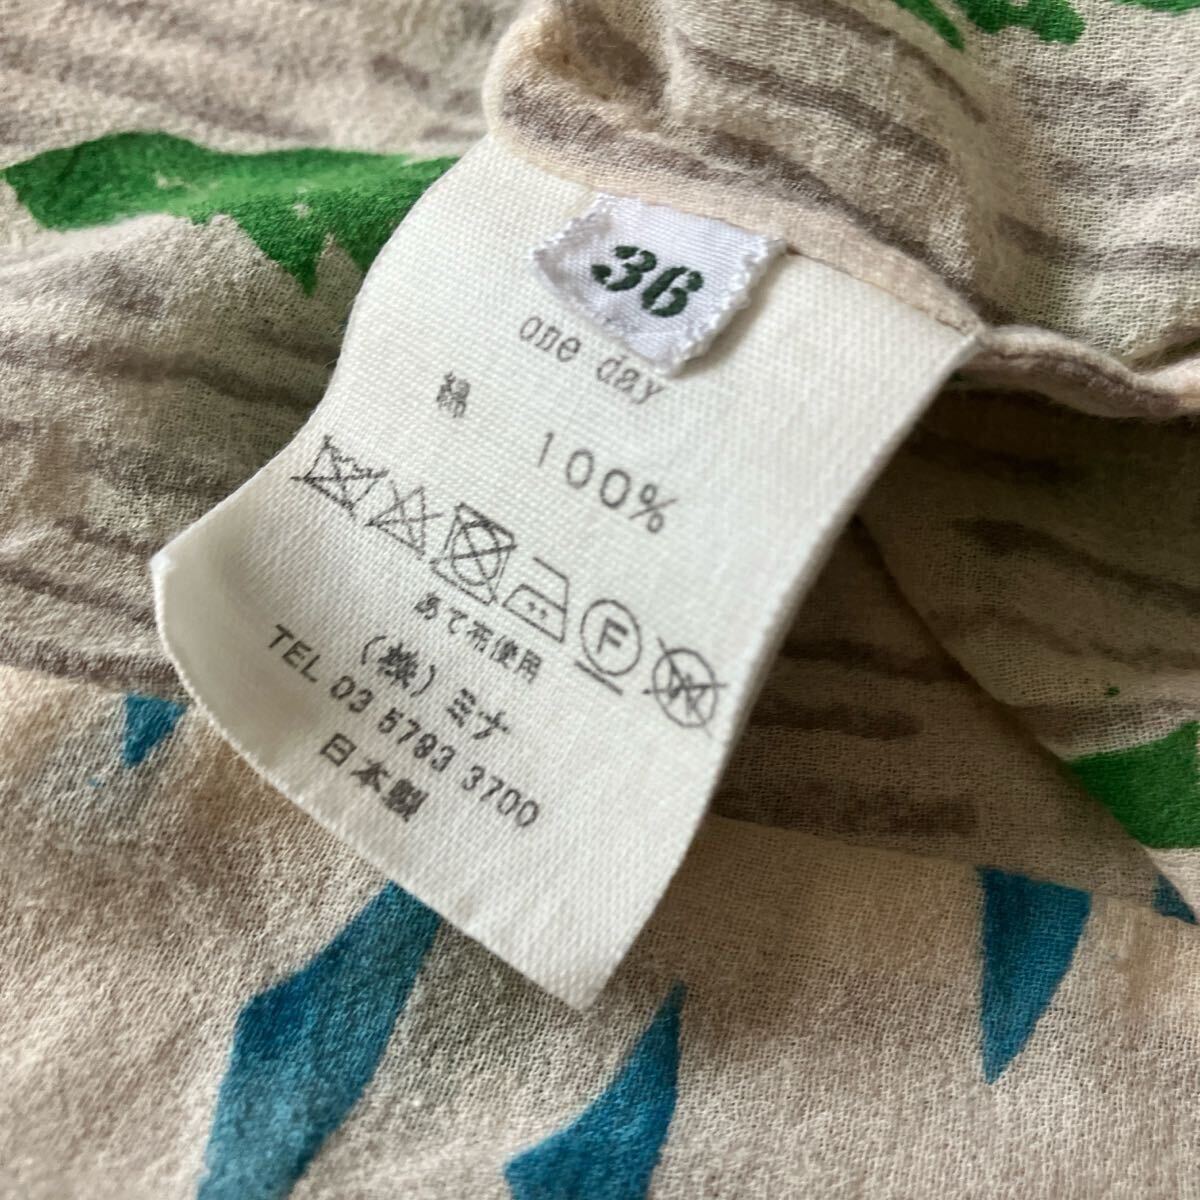 36
one day
綿 100%
F W
あて布使用
(株)ミナ
TEL 03 5793 3700
日本製